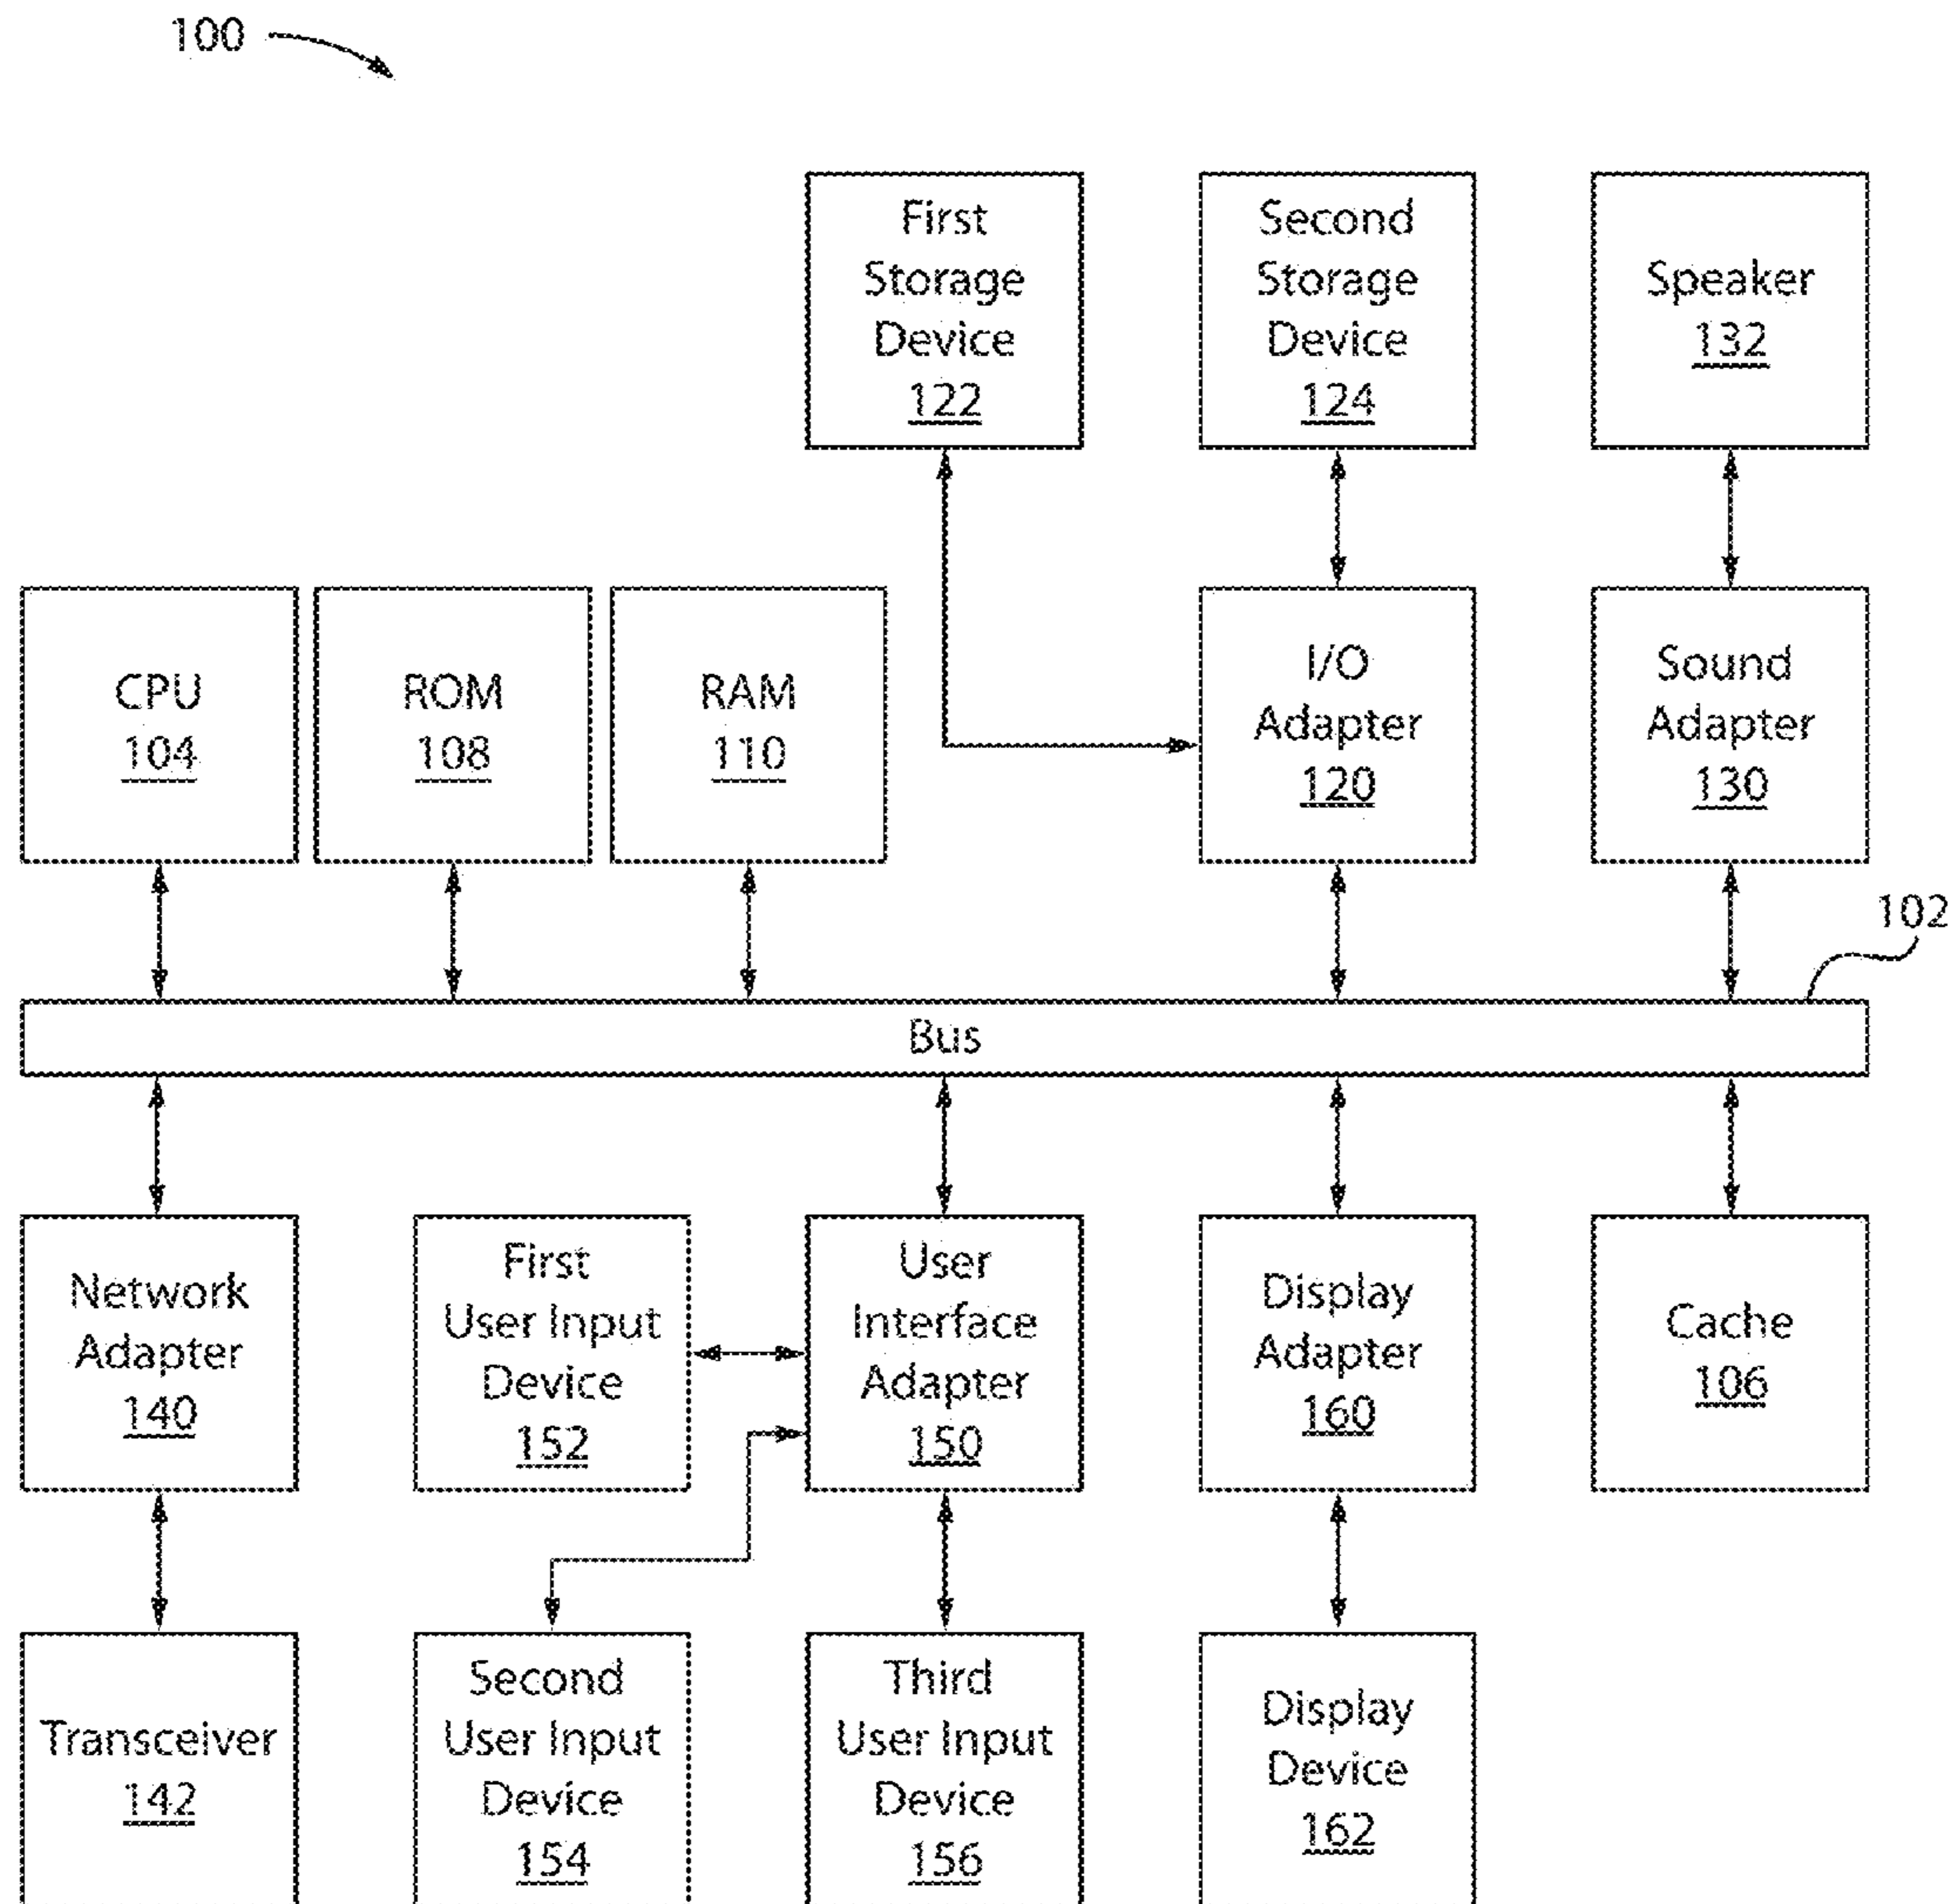 100
First
Storage
Device
122
Second
Storage
Device
124
Speaker
132
CPU
104
ROM
108
RAM
110
I/O
Adapter
120
Sound
Adapter
130
102
Bus
Network
Adapter
140
First
User Input
Device
152
User
Interface
Adapter
150
Display
Adapter
160
Cache
106
Transceiver
142
Second
User Input
Device
154
Third
User Input
Device
156
Display
Device
162